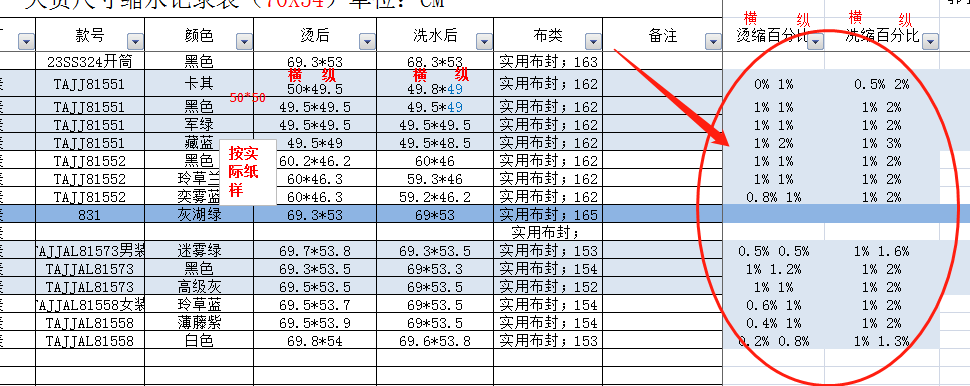 大货尺寸缩水记录表（70X54）单位：CM
横 纵 横 纵
款号 颜色 烫后 洗水后 布类 备注 烫缩百分比 洗缩百分比
23SS324开筒 黑色 69.3*53 68.3*53 实用布封；163
横 纵 横 纵
TAJJ81551 卡其 50*49.5 49.8*49 实用布封；162 0% 1% 0.5% 2%
50*50
TAJJ81551 黑色 49.5*49.5 49.5*49 实用布封；162 1% 1% 1% 2%
TAJJ81551 军绿 49.5*49.5 49.5*49.5 实用布封；162 1% 1% 1% 2%
TAJJ81551 藏蓝 49.5*49 49.5*48.5 实用布封；162 1% 2% 1% 3%
按实
际纸
样
TAJJ81552 黑色 60.2*46.2 60*46 实用布封；162 1% 1% 1% 2%
TAJJ81552 玲草兰 60*46.3 59.3*46 实用布封；162 1% 1% 1% 2%
TAJJ81552 奕雾蓝 60*46.3 59.2*46.2 实用布封；162 0.8% 1% 1% 2%
831 灰湖绿 69.3*53 69*53 实用布封；165
实用布封；
TAJJAL81573男装 迷雾绿 69.7*53.8 69.3*53.5 实用布封；153 0.5% 0.5% 1% 1.6%
TAJJAL81573 黑色 69.3*53.5 69*53.3 实用布封；154 1% 1.2% 1% 2%
TAJJAL81573 高级灰 69.5*53.5 69*53.5 实用布封；152 1% 1% 1% 2%
TAJJAL81558女装 玲草蓝 69.5*53.7 69*53.5 实用布封；154 0.6% 1% 1% 2%
TAJJAL81558 薄藤紫 69.5*53.9 69*53.5 实用布封；154 0.4% 1% 1% 2%
TAJJAL81558 白色 69.8*54 69.6*53.8 实用布封；153 0.2% 0.8% 1% 1.3%